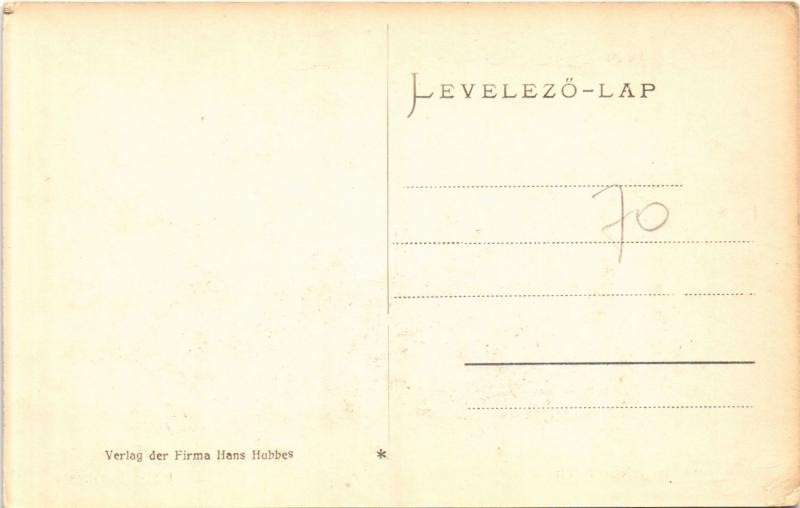 LEVELEZŐ-LAP
70
Verlag der Firma Hans Hubbes *